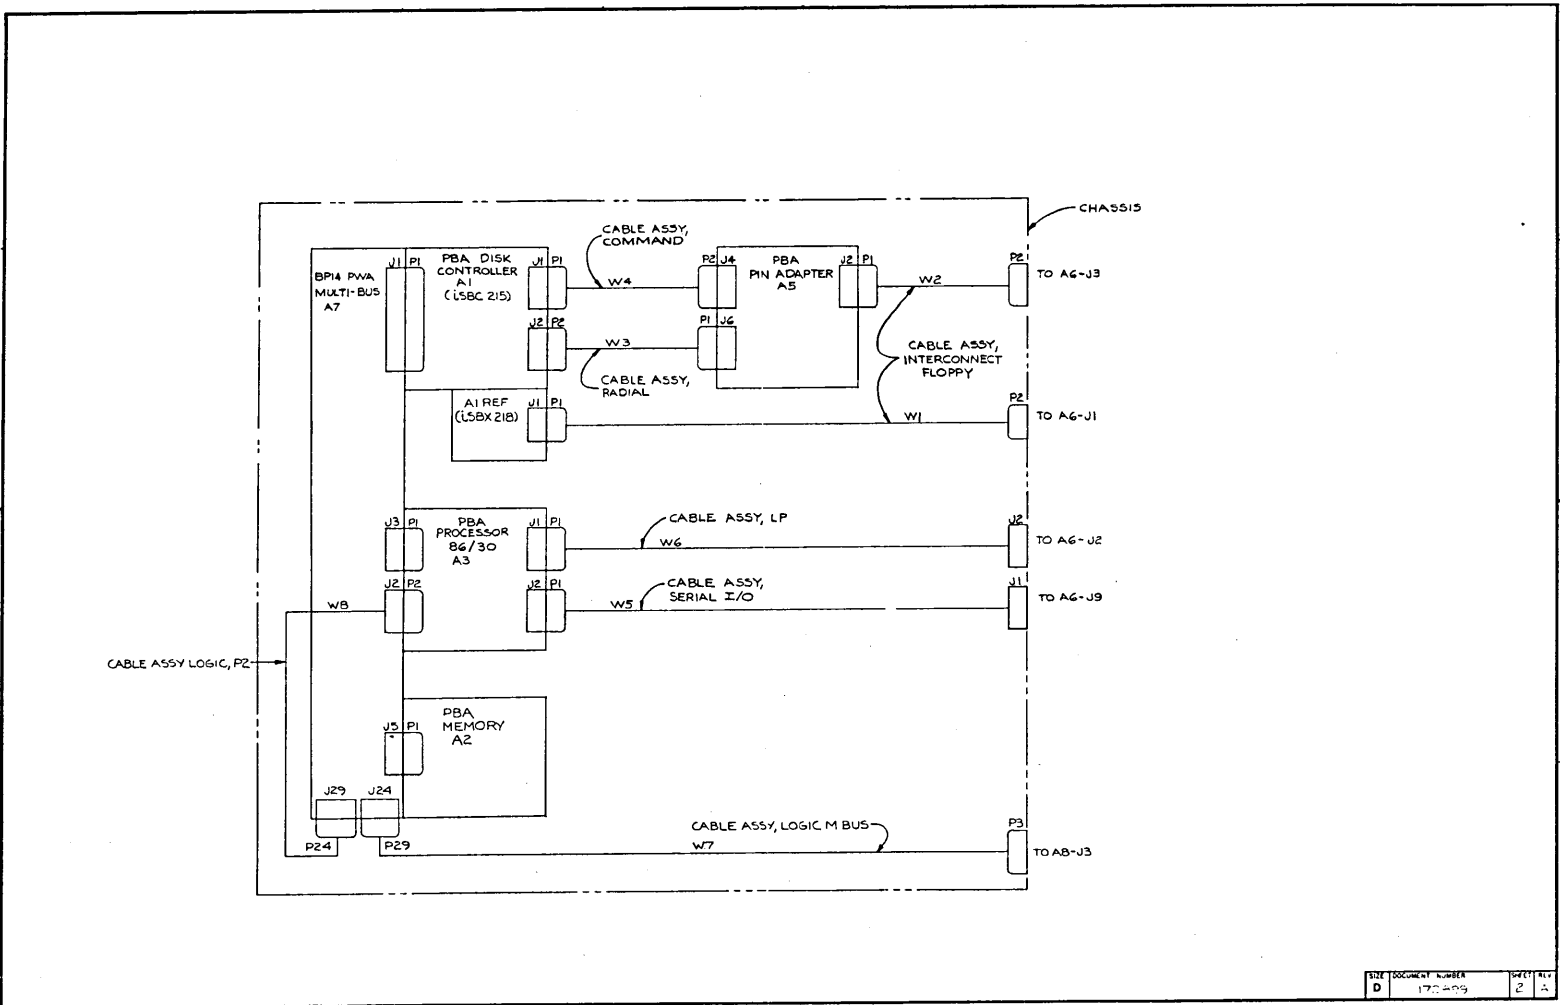 CHASSIS
CABLE ASSY,
COMMAND
J1 P1
PBA DISK
CONTROLLER
A1
(iSBC 215)
J1 P1
W4
P2 J4
PBA
PIN ADAPTER
A5
J2 P1
W2
P2
TO A6-J3
BP14 PWA
MULTI-BUS
A7
J2 P2
W3
P1 J6
CABLE ASSY,
RADIAL
CABLE ASSY,
INTERCONNECT
FLOPPY
A1 REF
(iSBX 218)
J1 P1
W1
P2
TO A6-J1
J3 P1
PBA
PROCESSOR
86/30
A3
J1 P1
CABLE ASSY, LP
W6
J2
TO A6-J2
J2 P2
W8
J2 P1
CABLE ASSY,
SERIAL I/O
W5
J1
TO A6-J9
CABLE ASSY LOGIC, P2
J5 P1
PBA
MEMORY
A2
J29 J24
P24 P29
CABLE ASSY, LOGIC M BUS
W7
P3
TO A8-J3
SIZE
D
DOCUMENT NUMBER
SHEET
2
REV
A